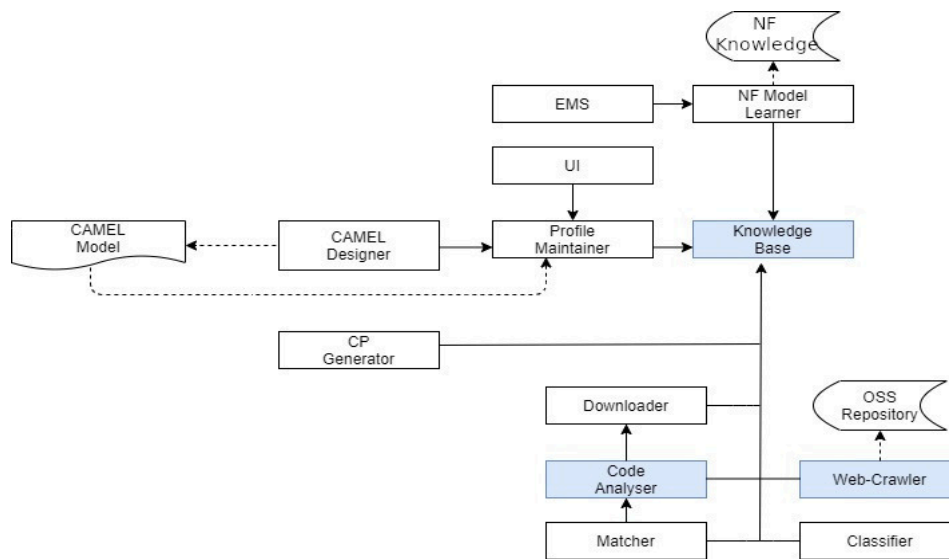 NF
Knowledge
EMS
NF Model
Learner
UI
CAMEL
Model
CAMEL
Designer
Profile
Maintainer
Knowledge
Base
CP
Generator
Downloader
OSS
Repository
Code
Analyser
Web-Crawler
Matcher
Classifier